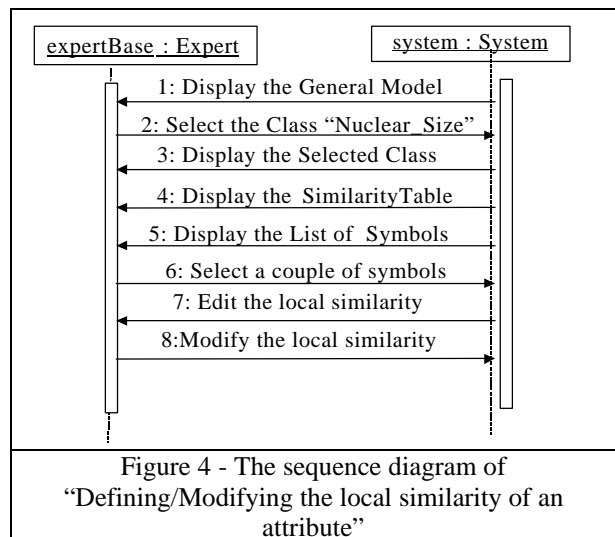 expertBase : Expert
system : System
1: Display the General Model
2: Select the Class “Nuclear_Size”
3: Display the Selected Class
4: Display the SimilarityTable
5: Display the List of Symbols
6: Select a couple of symbols
7: Edit the local similarity
8:Modify the local similarity
Figure 4 - The sequence diagram of
“Defining/Modifying the local similarity of an
attribute”